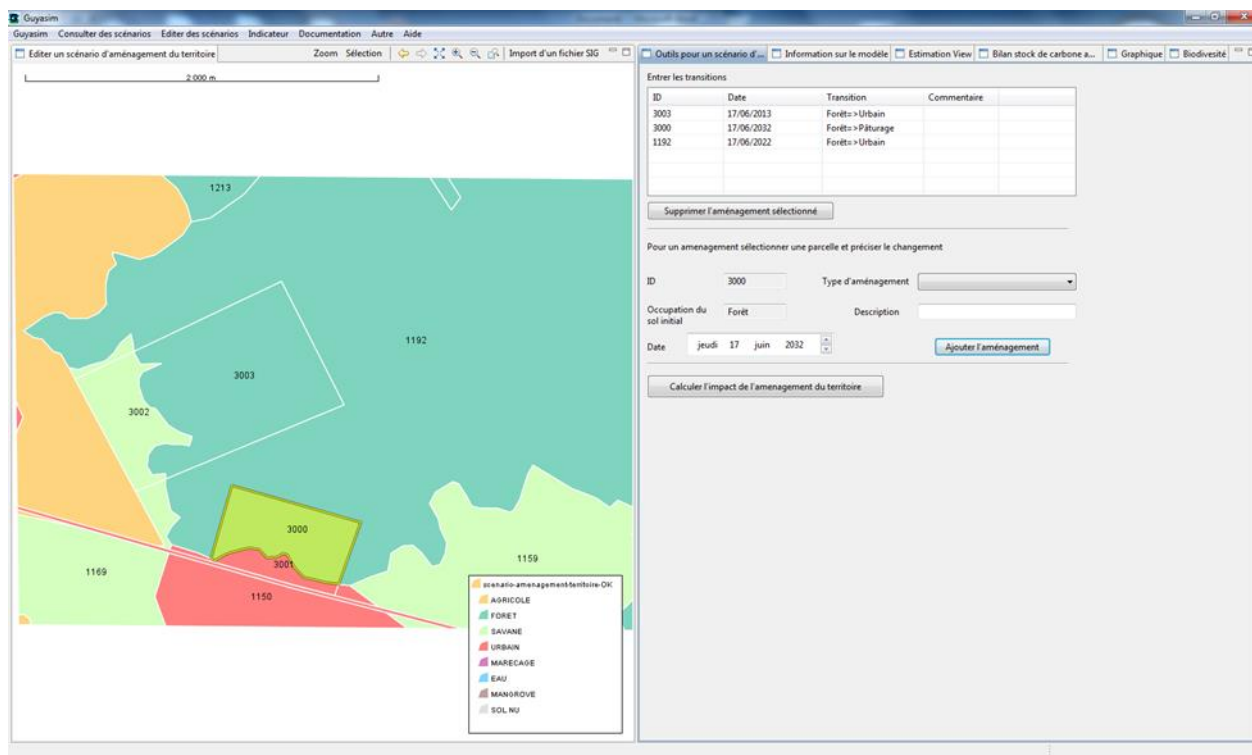 Guyasim
Guyasim Consulter des scénarios Editer des scénarios Indicateur Documentation Autre Aide
Editer un scénario d'aménagement du territoire Zoom Sélection Import d'un fichier SIG
2 000 m
1213
1192
3003
3002
3000
3001
1159
1169
1150
scenario-amenagement-territoire-OK
AGRICOLE
FORET
SAVANE
URBAIN
MARECAGE
EAU
MANGROVE
SOL NU
Outils pour un scénario d'... Information sur le modèle Estimation View Bilan stock de carbone a... Graphique Biodivesité
Entrer les transitions
ID Date Transition Commentaire
3003 17/06/2013 Forêt=>Urbain
3000 17/06/2032 Forêt=>Pâturage
1192 17/06/2022 Forêt=>Urbain
Supprimer l'aménagement sélectionné
Pour un amenagement sélectionner une parcelle et préciser le changement
ID 3000 Type d'aménagement
Occupation du sol initial Forêt Description
Date jeudi 17 juin 2032 Ajouter l'aménagement
Calculer l'impact de l'amenagement du territoire